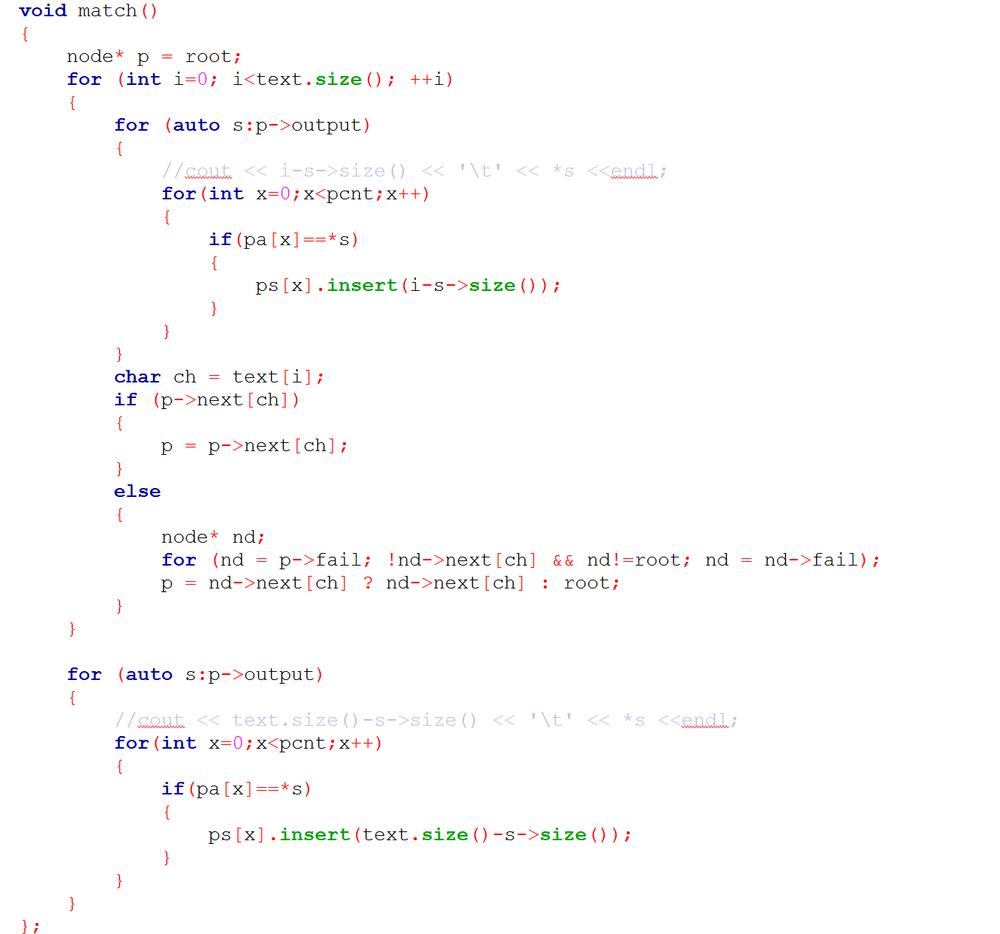 void match()
{
    node* p = root;
    for (int i=0; i<text.size(); ++i)
    {
        for (auto s:p->output)
        {
            //cout << i-s->size() << '\t' << *s <<endl;
            for(int x=0;x<pcnt;x++)
            {
                if(pa[x]==*s)
                {
                    ps[x].insert(i-s->size());
                }
            }
        }
        char ch = text[i];
        if (p->next[ch])
        {
            p = p->next[ch];
        }
        else
        {
            node* nd;
            for (nd = p->fail; !nd->next[ch] && nd!=root; nd = nd->fail);
            p = nd->next[ch] ? nd->next[ch] : root;
        }
    }

    for (auto s:p->output)
    {
        //cout << text.size()-s->size() << '\t' << *s <<endl;
        for(int x=0;x<pcnt;x++)
        {
            if(pa[x]==*s)
            {
                ps[x].insert(text.size()-s->size());
            }
        }
    }
};